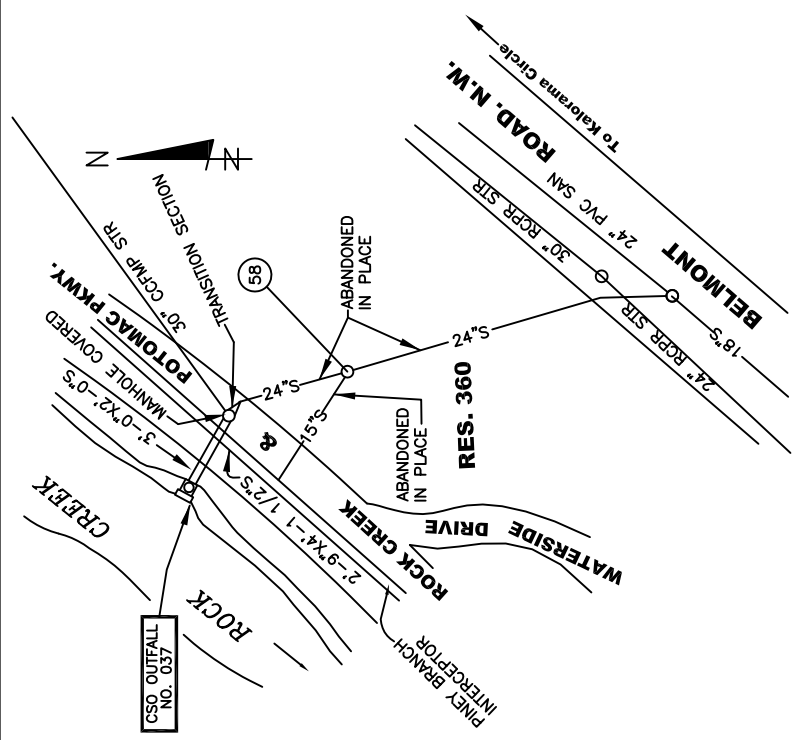 To Kalorama Circle
ROAD. N.W.
BELMONT
24" PVC SAN
30" RCPR STR
24" RCPR STR
18"S
N
N
TRANSITION SECTION
30" CCFMP STR
POTOMAC PKWY.
MANHOLE COVERED
3'-0"X2'-0"S
58
ABANDONED
IN PLACE
24"S
24"S
15"S
&
ABANDONED
IN PLACE
RES. 360
2'-9"X4'-1 1/2"S
ROCK CREEK
WATERSIDE DRIVE
CREEK
ROCK
CSO OUTFALL
NO. 037
PINEY BRANCH
INTERCEPTOR